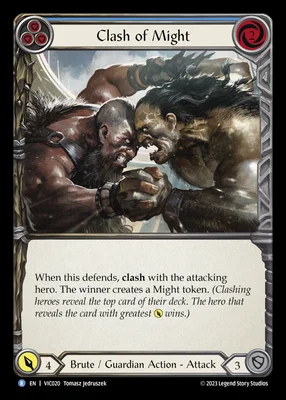 Clash of Might
2
When this defends, clash with the attacking
hero. The winner creates a Might token. (Clashing
heroes reveal the top card of their deck. The hero that
reveals the card with greatest wins.)
4
Brute / Guardian Action - Attack
3
EN | VIC020 Tomasz Jedruszek
© 2023 Legend Story Studios